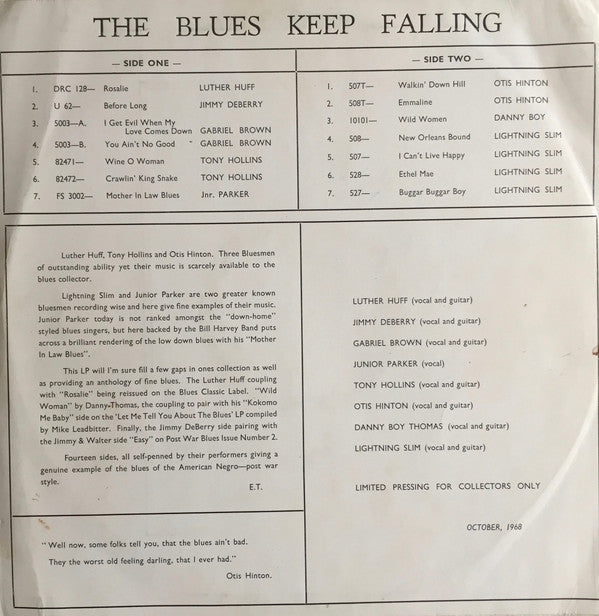 THE BLUES KEEP FALLING
— SIDE ONE —
1. DRC 128— Rosalie LUTHER HUFF
2. U 62— Before Long JIMMY DEBERRY
3. 5003—A. I Get Evil When My
Love Comes Down GABRIEL BROWN
4. 5003—B. You Ain't No Good GABRIEL BROWN
5. 82471— Wine O Woman TONY HOLLINS
6. 82472— Crawlin' King Snake TONY HOLLINS
7. FS 3002— Mother In Law Blues Jnr. PARKER
— SIDE TWO —
1. 507T— Walkin' Down Hill OTIS HINTON
2. 508T— Emmaline OTIS HINTON
3. 10101— Wild Women DANNY BOY
4. 508— New Orleans Bound LIGHTNING SLIM
5. 507— I Can't Live Happy LIGHTNING SLIM
6. 528— Ethel Mae LIGHTNING SLIM
7. 527— Buggar Buggar Boy LIGHTNING SLIM
Luther Huff, Tony Hollins and Otis Hinton. Three Bluesmen
of outstanding ability yet their music is scarcely available to the
blues collector.
Lightning Slim and Junior Parker are two greater known
bluesmen recording wise and here give fine examples of their music.
Junior Parker today is not ranked amongst the "down-home"
styled blues singers, but here backed by the Bill Harvey Band puts
across a brilliant rendering of the low down blues with his "Mother
In Law Blues".
This LP will I'm sure fill a few gaps in ones collection as well
as providing an anthology of fine blues. The Luther Huff coupling
with "Rosalie" being reissued on the Blues Classic Label. "Wild
Woman" by Danny Thomas, the coupling to pair with his "Kokomo
Me Baby" side on the 'Let Me Tell You About The Blues' LP compiled
by Mike Leadbitter. Finally, the Jimmy DeBerry side pairing with
the Jimmy & Walter side "Easy" on Post War Blues Issue Number 2.
Fourteen sides, all self-penned by their performers giving a
genuine example of the blues of the American Negro—post war
style.
E.T.
"Well now, some folks tell you, that the blues ain't bad.
They the worst old feeling darling, that I ever had."
Otis Hinton.
LUTHER HUFF (vocal and guitar)
JIMMY DEBERRY (vocal and guitar)
GABRIEL BROWN (vocal and guitar)
JUNIOR PARKER (vocal)
TONY HOLLINS (vocal and guitar)
OTIS HINTON (vocal and guitar)
DANNY BOY THOMAS (vocal and guitar)
LIGHTNING SLIM (vocal and guitar)
LIMITED PRESSING FOR COLLECTORS ONLY
OCTOBER, 1968